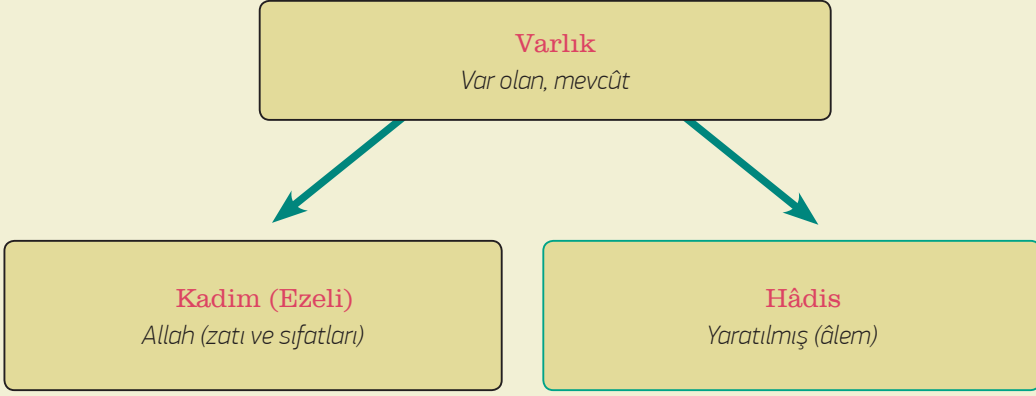 Varlık
Var olan, mevcût
Kadim (Ezeli)
Allah (zatı ve sıfatları)
Hâdis
Yaratılmış (âlem)